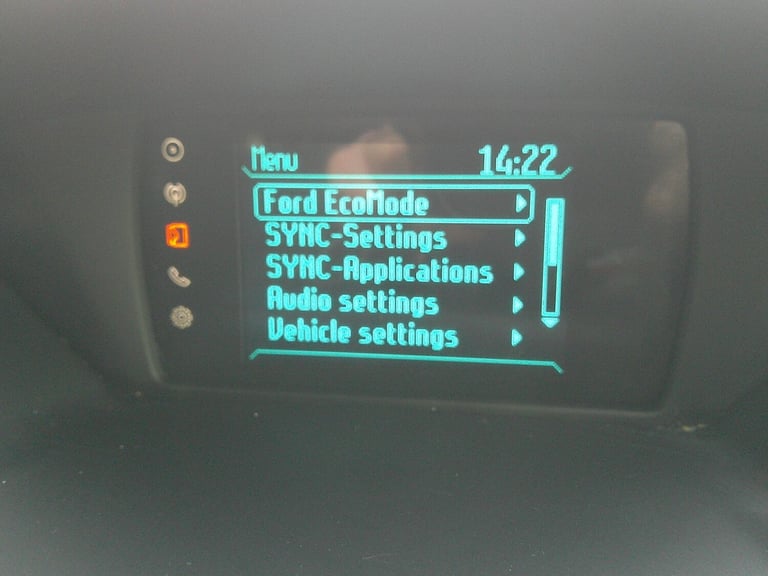 Menu 14:22
Ford EcoMode
SYNC-Settings
SYNC-Applications
Audio settings
Vehicle settings